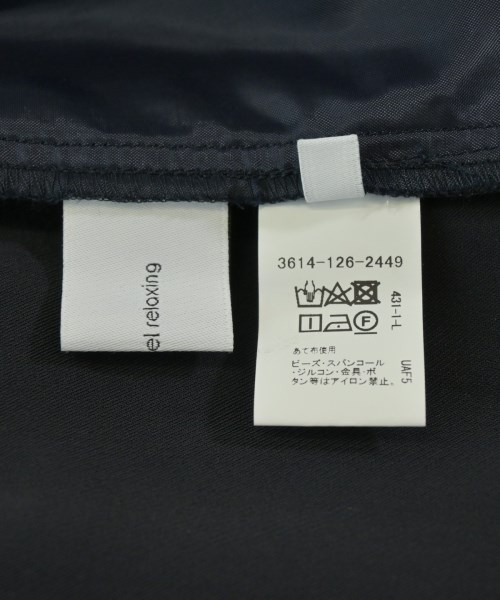 el relaxing
3614-126-2449
431-1-L
F
あて布使用
ビーズ・スパンコール
・ジルコン・金具・ボ
タン等はアイロン禁止。
UAF5